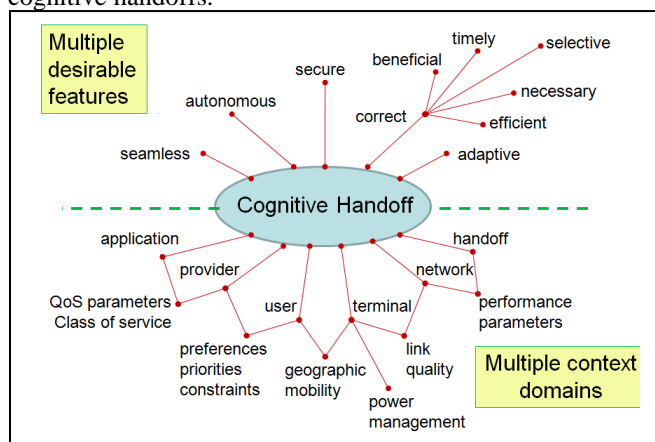 cognitive handoffs.
Multiple
desirable
features
timely
selective
beneficial
secure
necessary
autonomous
correct
efficient
seamless
adaptive
Cognitive Handoff
application
handoff
provider
network
QoS parameters
Class of service
user
terminal
performance
parameters
preferences
priorities
constraints
geographic
mobility
link
quality
power
management
Multiple context
domains